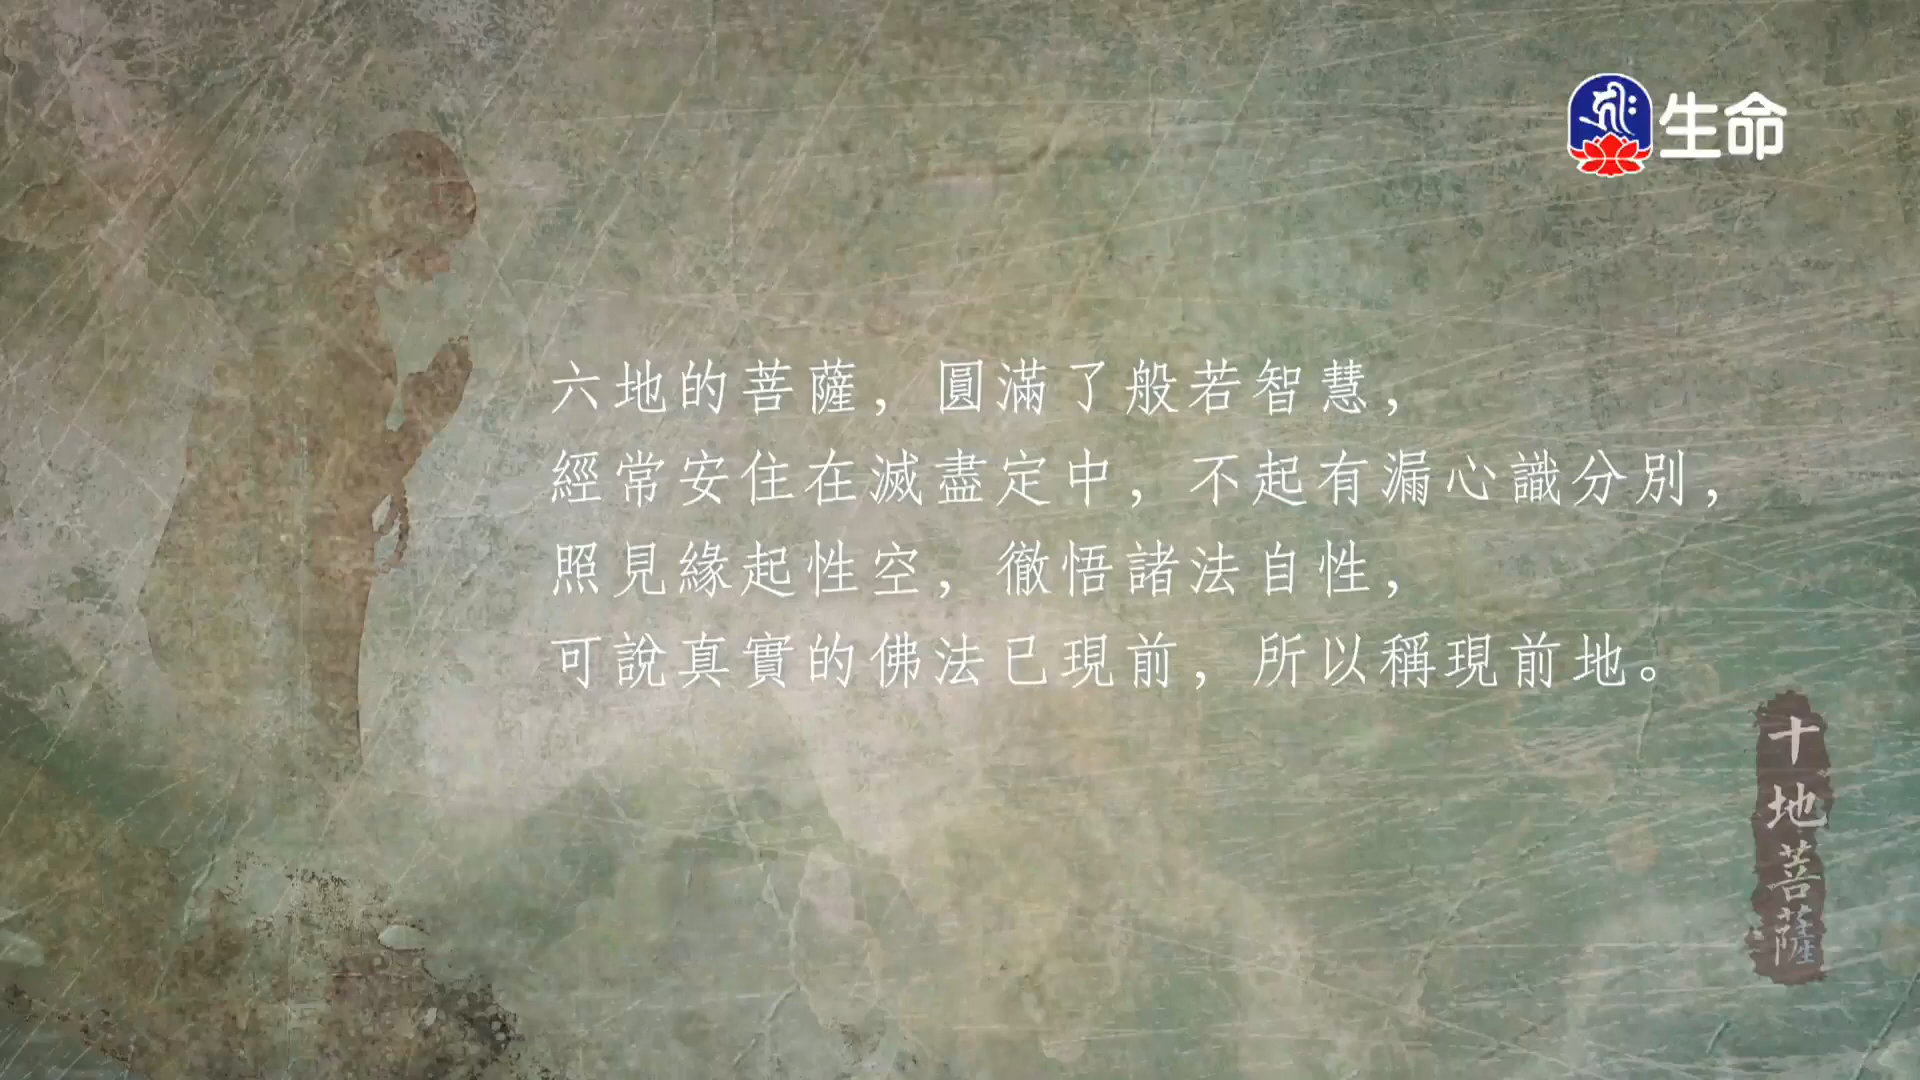 生命
六地的菩薩，圓滿了般若智慧，
經常安住在滅盡定中，不起有漏心識分別，
照見緣起性空，徹悟諸法自性，
可說真實的佛法已現前，所以稱現前地。
十地菩薩